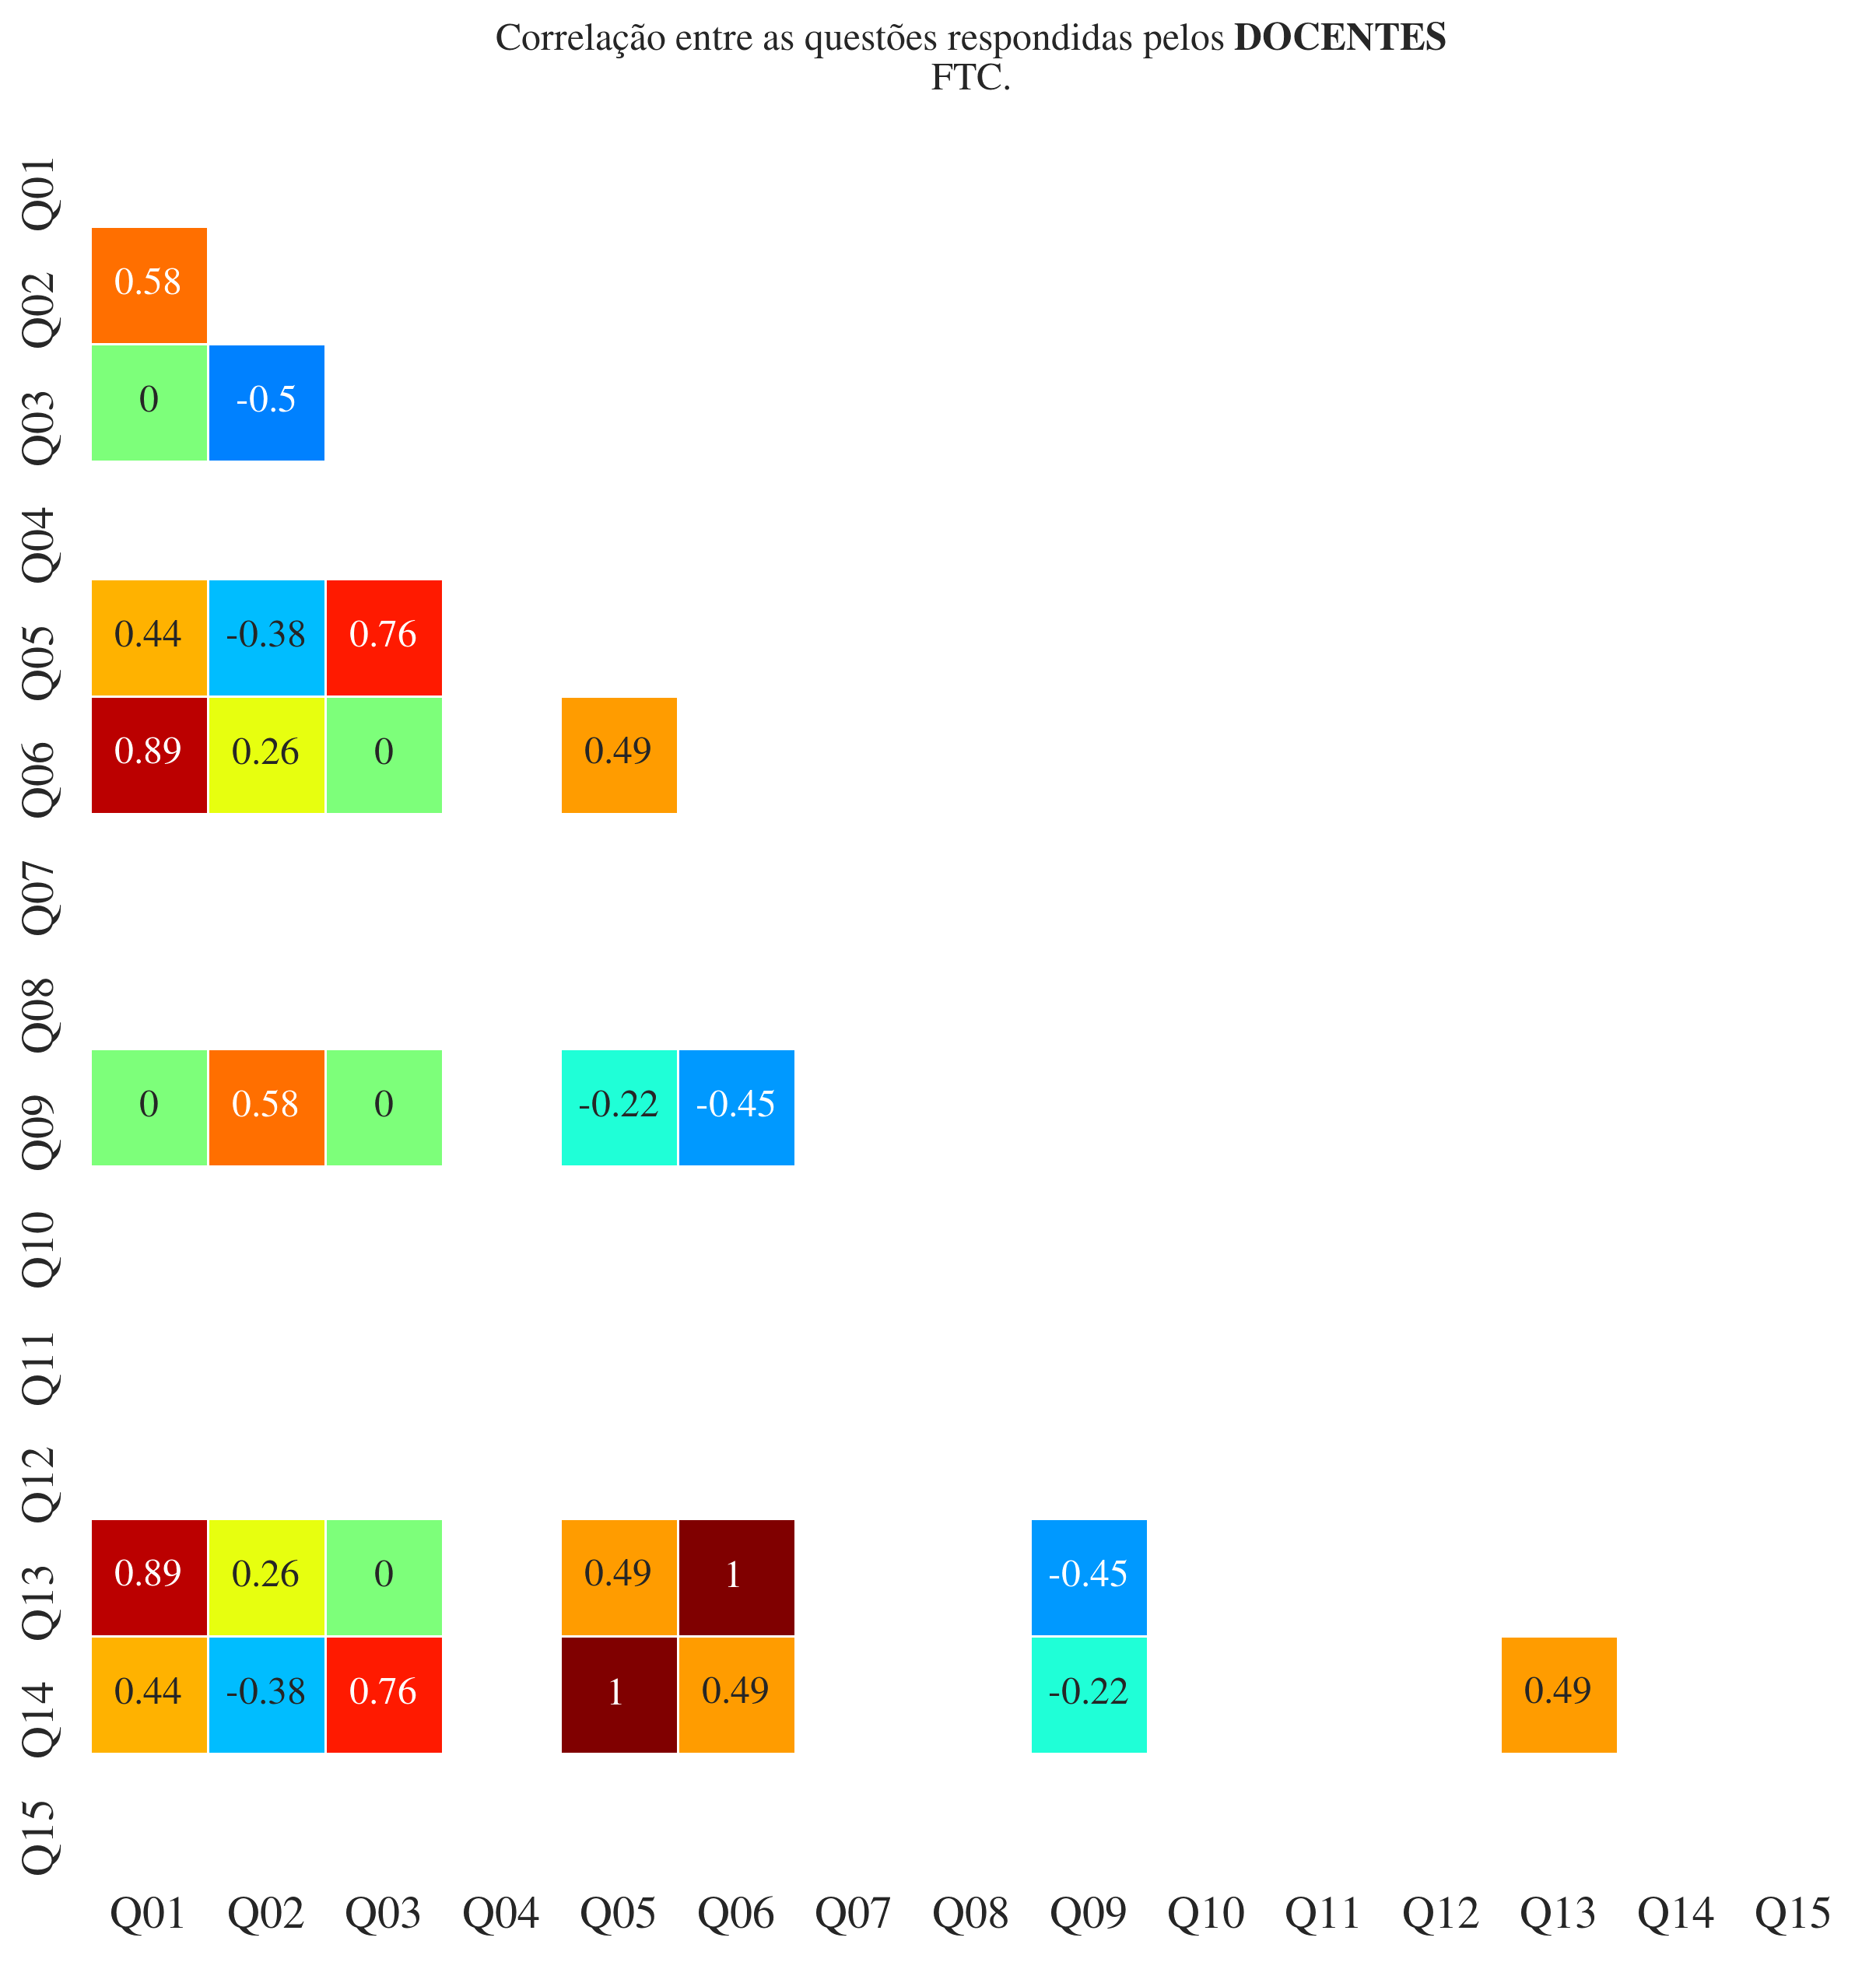 Correlação entre as questões respondidas pelos DOCENTES
FTC.
Q01
Q02 0.58
Q03 0 -0.5
Q04
Q05 0.44 -0.38 0.76
Q06 0.89 0.26 0 0.49
Q07
Q08
Q09 0 0.58 0 -0.22 -0.45
Q10
Q11
Q12
Q13 0.89 0.26 0 0.49 1 -0.45
Q14 0.44 -0.38 0.76 1 0.49 -0.22 0.49
Q15
Q01 Q02 Q03 Q04 Q05 Q06 Q07 Q08 Q09 Q10 Q11 Q12 Q13 Q14 Q15